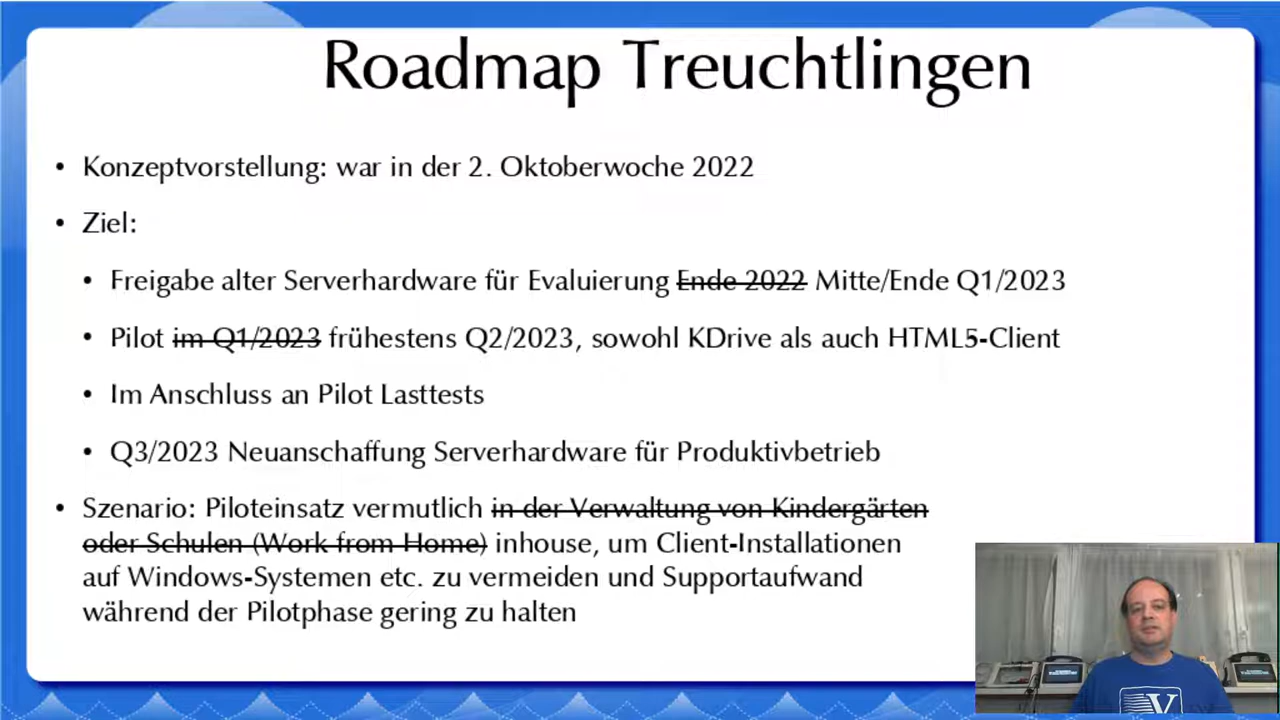 Roadmap Treuchtlingen
• Konzeptvorstellung: war in der 2. Oktoberwoche 2022
• Ziel:
• Freigabe alter Serverhardware für Evaluierung Ende 2022 Mitte/Ende Q1/2023
• Pilot im Q1/2023 frühestens Q2/2023, sowohl KDrive als auch HTML5-Client
• Im Anschluss an Pilot Lasttests
• Q3/2023 Neuanschaffung Serverhardware für Produktivbetrieb
• Szenario: Piloteinsatz vermutlich in der Verwaltung von Kindergärten
oder Schulen (Work from Home) inhouse, um Client-Installationen
auf Windows-Systemen etc. zu vermeiden und Supportaufwand
während der Pilotphase gering zu halten
V